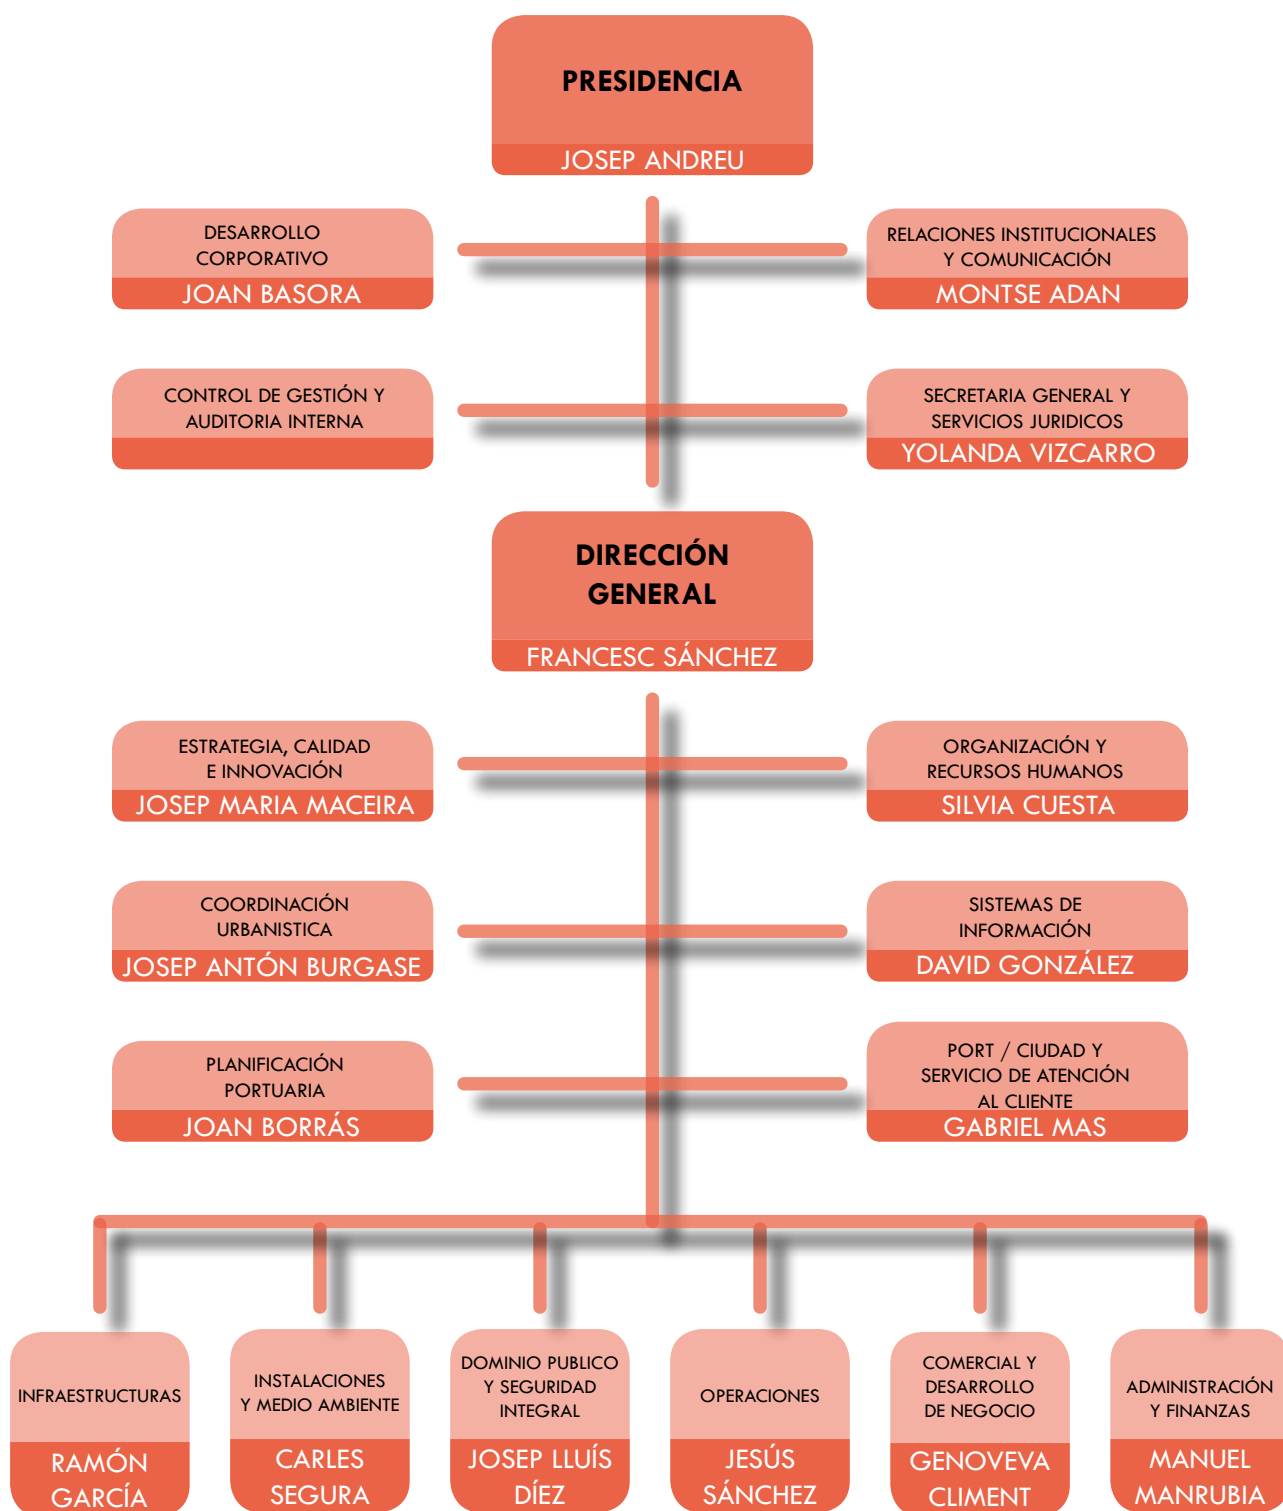 PRESIDENCIA
JOSEP ANDREU
DESARROLLO
CORPORATIVO
JOAN BASORA
RELACIONES INSTITUCIONALES
Y COMUNICACIÓN
MONTSE ADAN
CONTROL DE GESTIÓN Y
AUDITORIA INTERNA
SECRETARIA GENERAL Y
SERVICIOS JURIDICOS
YOLANDA VIZCARRO
DIRECCIÓN
GENERAL
FRANCESC SÁNCHEZ
ESTRATEGIA, CALIDAD
E INNOVACIÓN
JOSEP MARIA MACEIRA
ORGANIZACIÓN Y
RECURSOS HUMANOS
SILVIA CUESTA
COORDINACIÓN
URBANISTICA
JOSEP ANTÓN BURGASE
SISTEMAS DE
INFORMACIÓN
DAVID GONZÁLEZ
PLANIFICACIÓN
PORTUARIA
JOAN BORRÁS
PORT / CIUDAD Y
SERVICIO DE ATENCIÓN
AL CLIENTE
GABRIEL MAS
INFRAESTRUCTURAS
RAMÓN
GARCÍA
INSTALACIONES
Y MEDIO AMBIENTE
CARLES
SEGURA
DOMINIO PUBLICO
Y SEGURIDAD
INTEGRAL
JOSEP LLUÍS
DÍEZ
OPERACIONES
JESÚS
SÁNCHEZ
COMERCIAL Y
DESARROLLO
DE NEGOCIO
GENOVEVA
CLIMENT
ADMINISTRACIÓN
Y FINANZAS
MANUEL
MANRUBIA